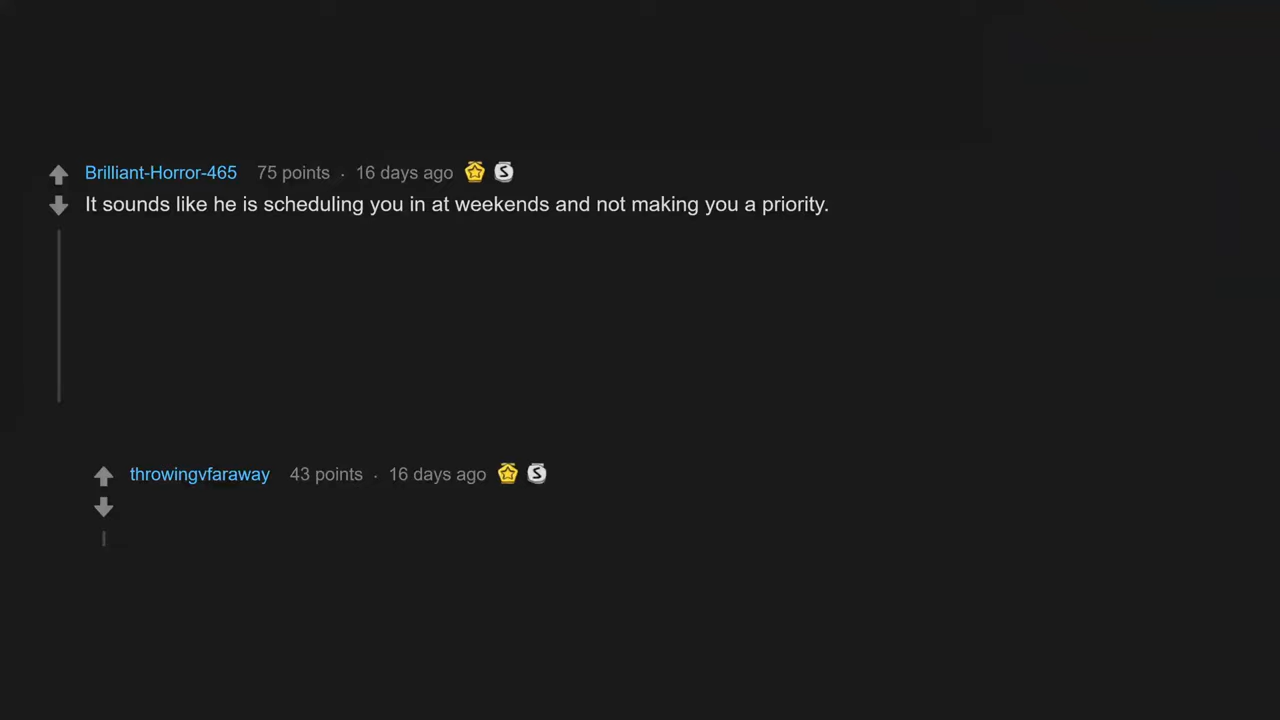 Brilliant-Horror-465 75 points . 16 days ago S
It sounds like he is scheduling you in at weekends and not making you a priority.
throwingvfaraway 43 points . 16 days ago S